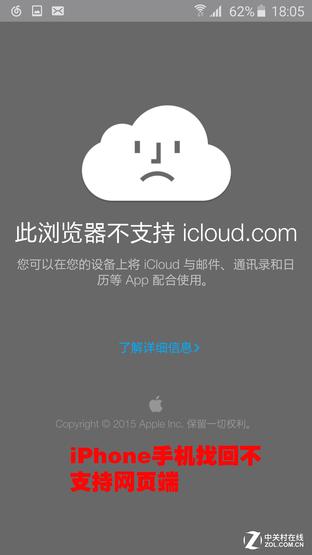 62% 18:05
此浏览器不支持 icloud.com
您可以在您的设备上将 iCloud 与邮件、通讯录和日
历等 App 配合使用。
了解详细信息>
Copyright © 2015 Apple Inc. 保留一切权利。
iPhone手机找回不
支持网页端
中关村在线
ZOL.COM.CN